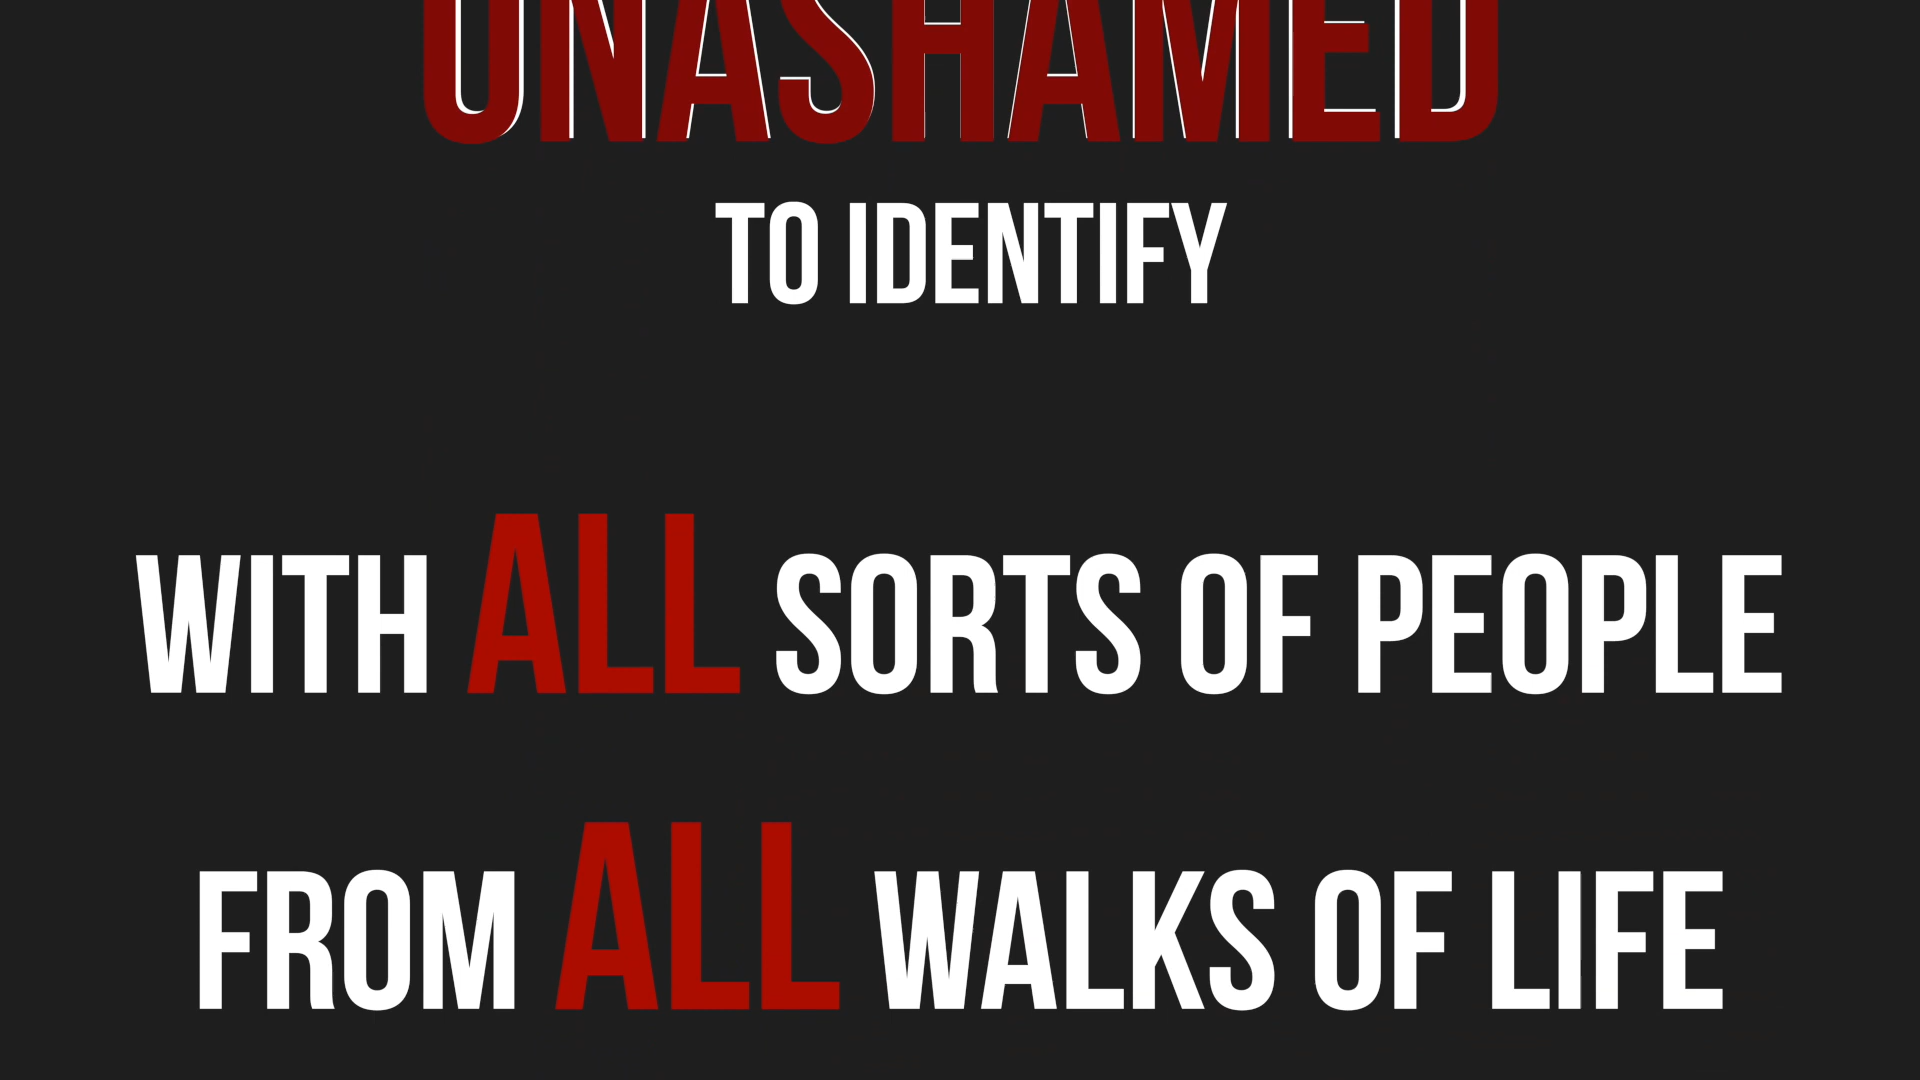 UNASHAMED
TO IDENTIFY
WITH ALL SORTS OF PEOPLE
FROM ALL WALKS OF LIFE